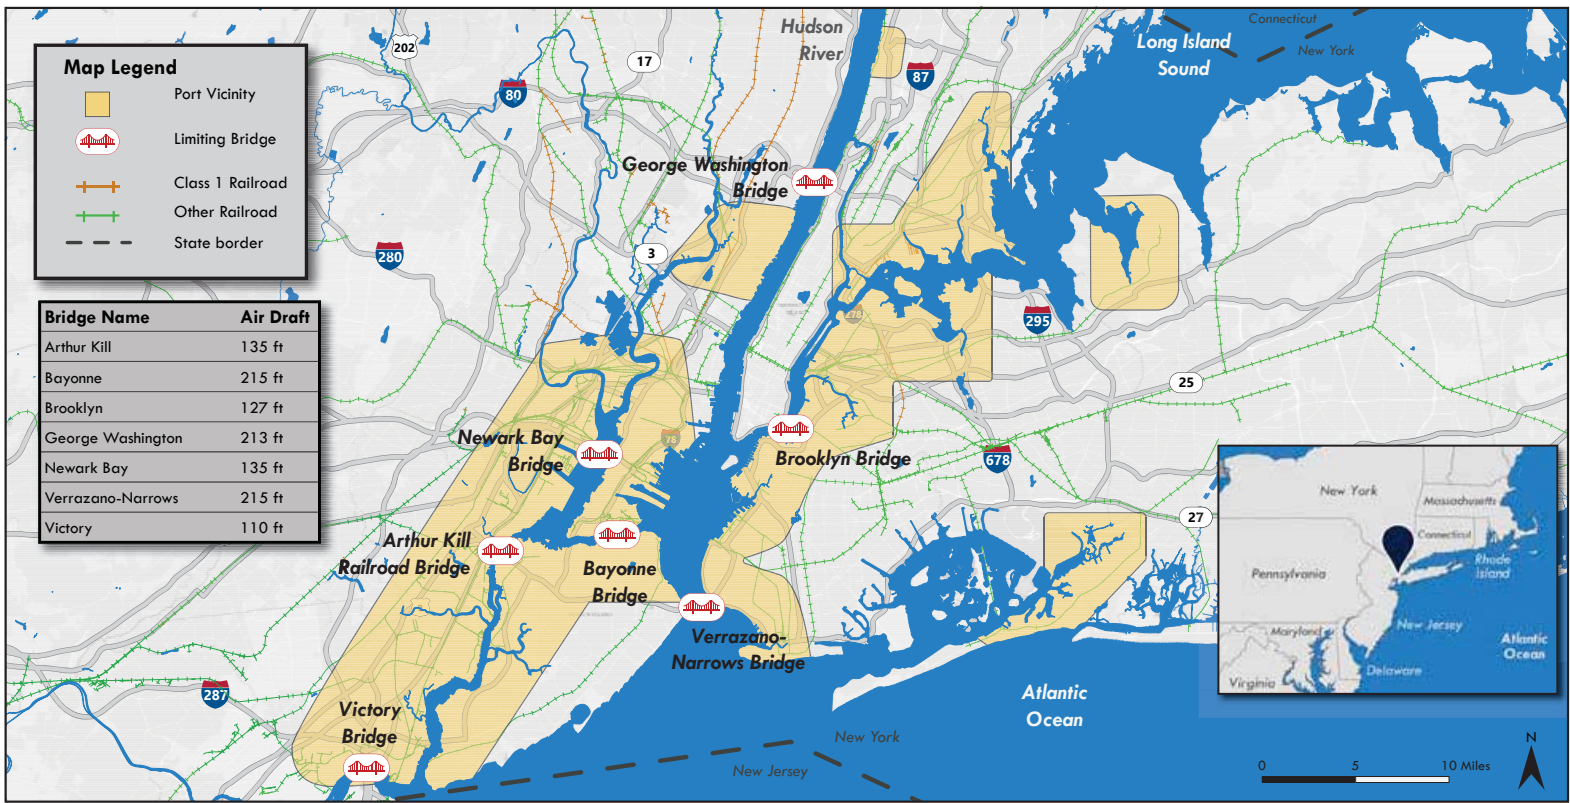 Map Legend
Port Vicinity
Limiting Bridge
Class 1 Railroad
Other Railroad
State border
Bridge Name Air Draft
Arthur Kill 135 ft
Bayonne 215 ft
Brooklyn 127 ft
George Washington 213 ft
Newark Bay 135 ft
Verrazano-Narrows 215 ft
Victory 110 ft
202
17
80
87
3
280
278
295
25
78
678
27
287
Hudson
River
Connecticut
New York
Long Island
Sound
George Washington
Bridge
Newark Bay
Bridge
Brooklyn Bridge
Arthur Kill
Railroad Bridge
Bayonne
Bridge
Verrazano-
Narrows Bridge
Victory
Bridge
Atlantic
Ocean
New York
New Jersey
New York
Massachusetts
Connecticut
Rhode
Island
Pennsylvania
New Jersey
Maryland
Atlantic
Ocean
Delaware
Virginia
N
0 5 10 Miles